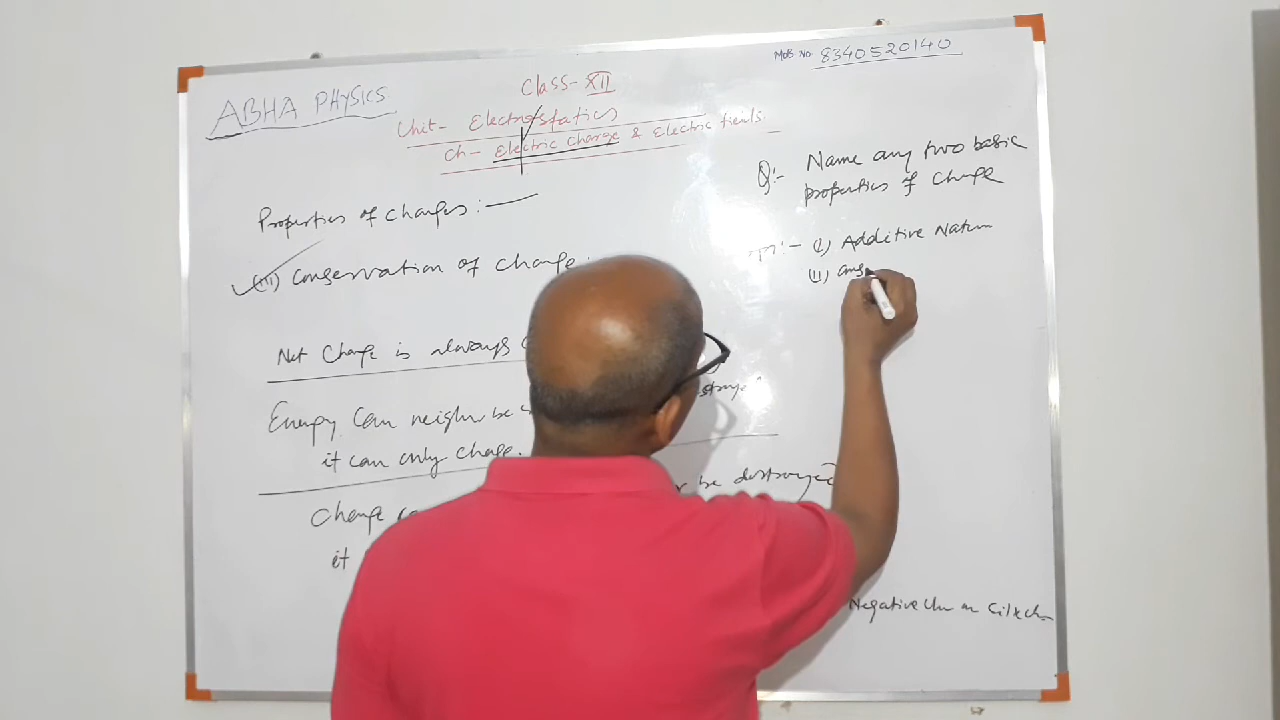 MOB No 8340520140
ABHA PHYSICS
Class-XII
Unit- Electrostatics
Ch- Electric Charge & Electric fields
Q:- Name any two basic
properties of Charge
(i) Additive Nature
(ii) Cons
Properties of Charges:-
(iii) Conservation of Charge
Net Charge is always
Energy Can neither be
it can only change.
Charge
be destroyed
it
Negative